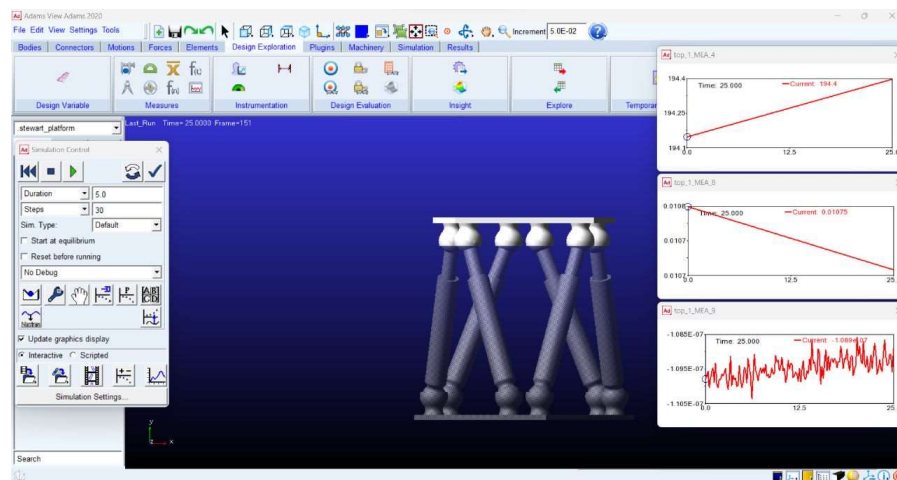 Adams View Adams 2020
File Edit View Settings Tools
Increment 5.0E-02
Bodies Connectors Motions Forces Elements Design Exploration Plugins Machinery Simulation Results
Design Variable Measures Instrumentation Design Evaluation Insight Explore
.stewart_platform
Last_Run Time= 25.0000 Frame=151
Simulation Control
Duration 5.0
Steps 30
Sim. Type: Default
Start at equilibrium
Reset before running
No Debug
Nastran
Update graphics display
Interactive Scripted
Simulation Settings...
Search
y
z x
top_1_MEA_4
Time: 25.000 Current 194.4
194.4
194.25
194.1
0.0 12.5
top_1_MEA_8
Time: 25.000 Current 0.01075
0.0108
0.0107
0.0107
0.0 12.5
top_1_MEA_9
Time: 25.000
-1.085E-07
-1.095E-07
-1.105E-07
0.0 12.5